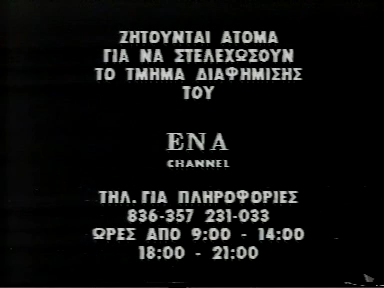 ΖΗΤΟΥΝΤΑΙ ΑΤΟΜΑ
ΓΙΑ ΝΑ ΣΤΕΛΕΧΩΣΟΥΝ
ΤΟ ΤΜΗΜΑ ΔΙΑΦΗΜΙΣΗΣ
ΤΟΥ
ΕΝΑ
CHANNEL
ΤΗΛ. ΓΙΑ ΠΛΗΡΟΦΟΡΙΕΣ
836-357 231-033
ΩΡΕΣ ΑΠΟ 9:00 - 14:00
18:00 - 21:00